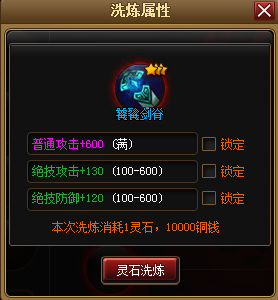 洗炼属性
饕餮剑脊
普通攻击+600 (满) 锁定
绝技攻击+130 (100-600) 锁定
绝技防御+120 (100-600) 锁定
本次洗炼消耗1灵石，10000铜钱
灵石洗炼